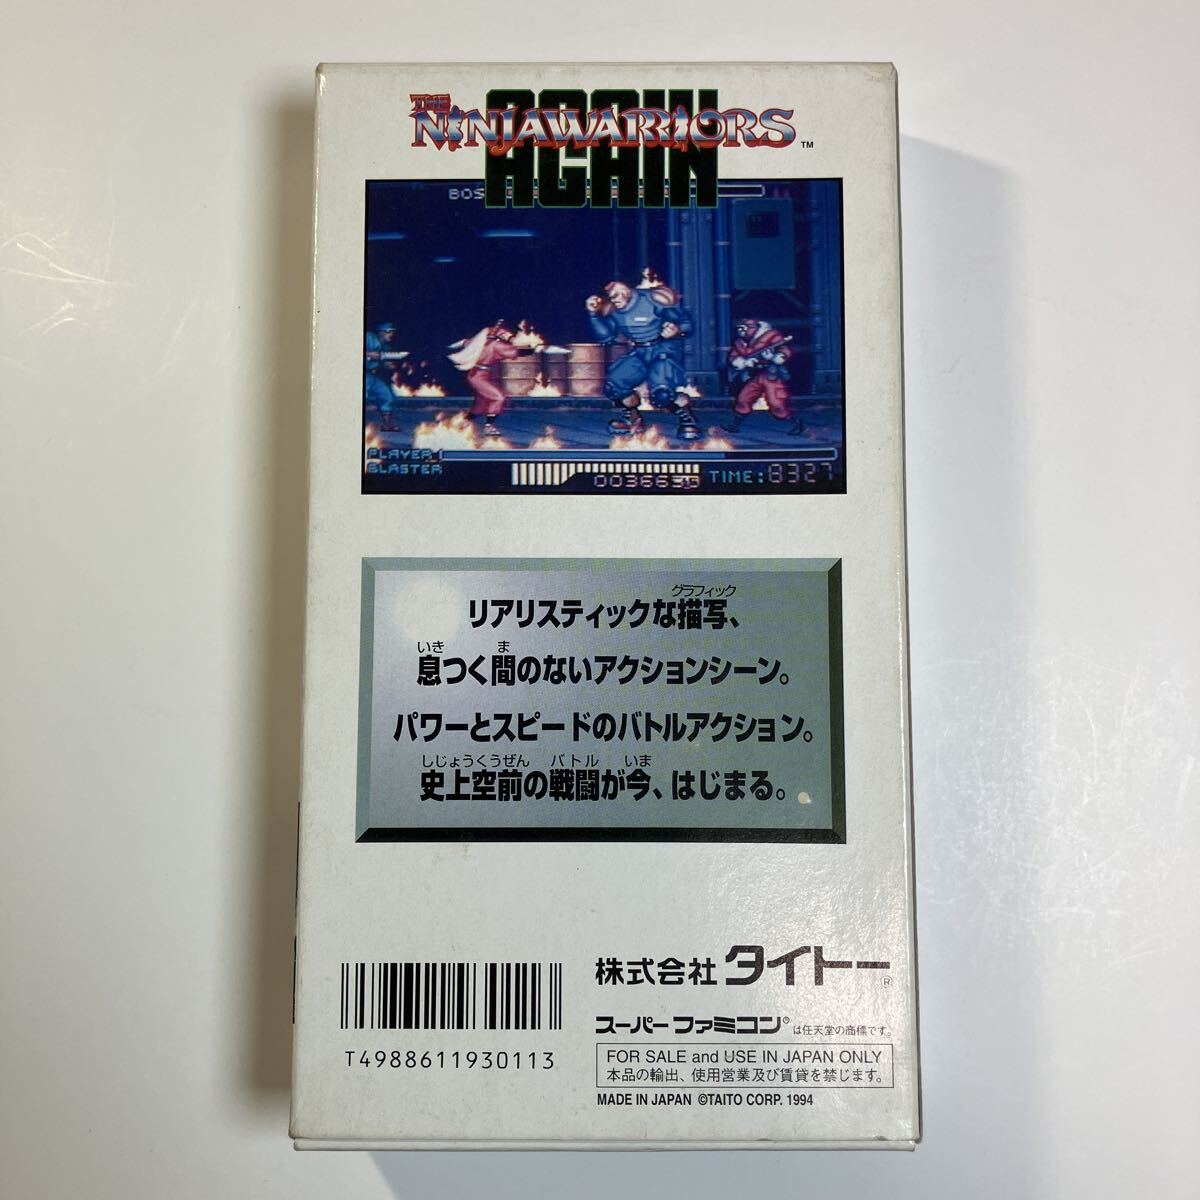 THE
NINJAWARRIORS
AGAIN
TM
BOS
PLAYER 1
BLASTER
TIME:8327
グラフィック
リアリスティックな描写、
いき ま
息つく間のないアクションシーン。
パワーとスピードのバトルアクション。
しじょうくうぜん バトル いま
史上空前の戦闘が今、はじまる。
株式会社 タイトー®
スーパーファミコン®は任天堂の商標です。
T4988611930113
FOR SALE and USE IN JAPAN ONLY
本品の輸出、使用営業及び賃貸を禁じます。
MADE IN JAPAN ©TAITO CORP. 1994